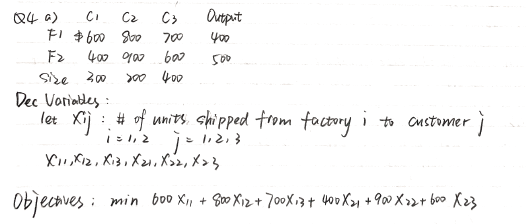 Q4 a) C1 C2 C3 Output
F1 $600 800 700 400
F2 400 900 600 500
Size 300 200 400
Dec Variables:
let Xij : # of units shipped from factory i to customer j
i = 1, 2 j = 1, 2, 3
X11, X12, X13, X21, X22, X23
Objectives: min 600 X11 + 800 X12 + 700 X13 + 400 X21 + 900 X22 + 600 X23